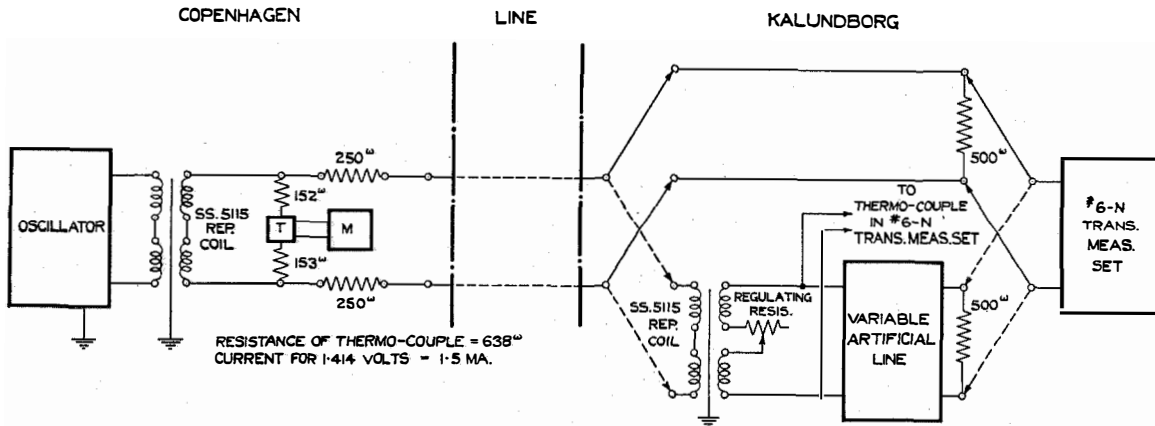 COPENHAGEN
LINE
KALUNDBORG
OSCILLATOR
SS.5115
REP.
COIL
152ω
T
M
153ω
250ω
250ω
RESISTANCE OF THERMO-COUPLE = 638ω
CURRENT FOR 1·414 VOLTS = 1·5 MA.
500ω
TO
THERMO-COUPLE
IN #6-N
TRANS.MEAS.SET
SS.5115
REP.
COIL
REGULATING
RESIS.
VARIABLE
ARTIFICIAL
LINE
500ω
#6-N
TRANS.
MEAS.
SET